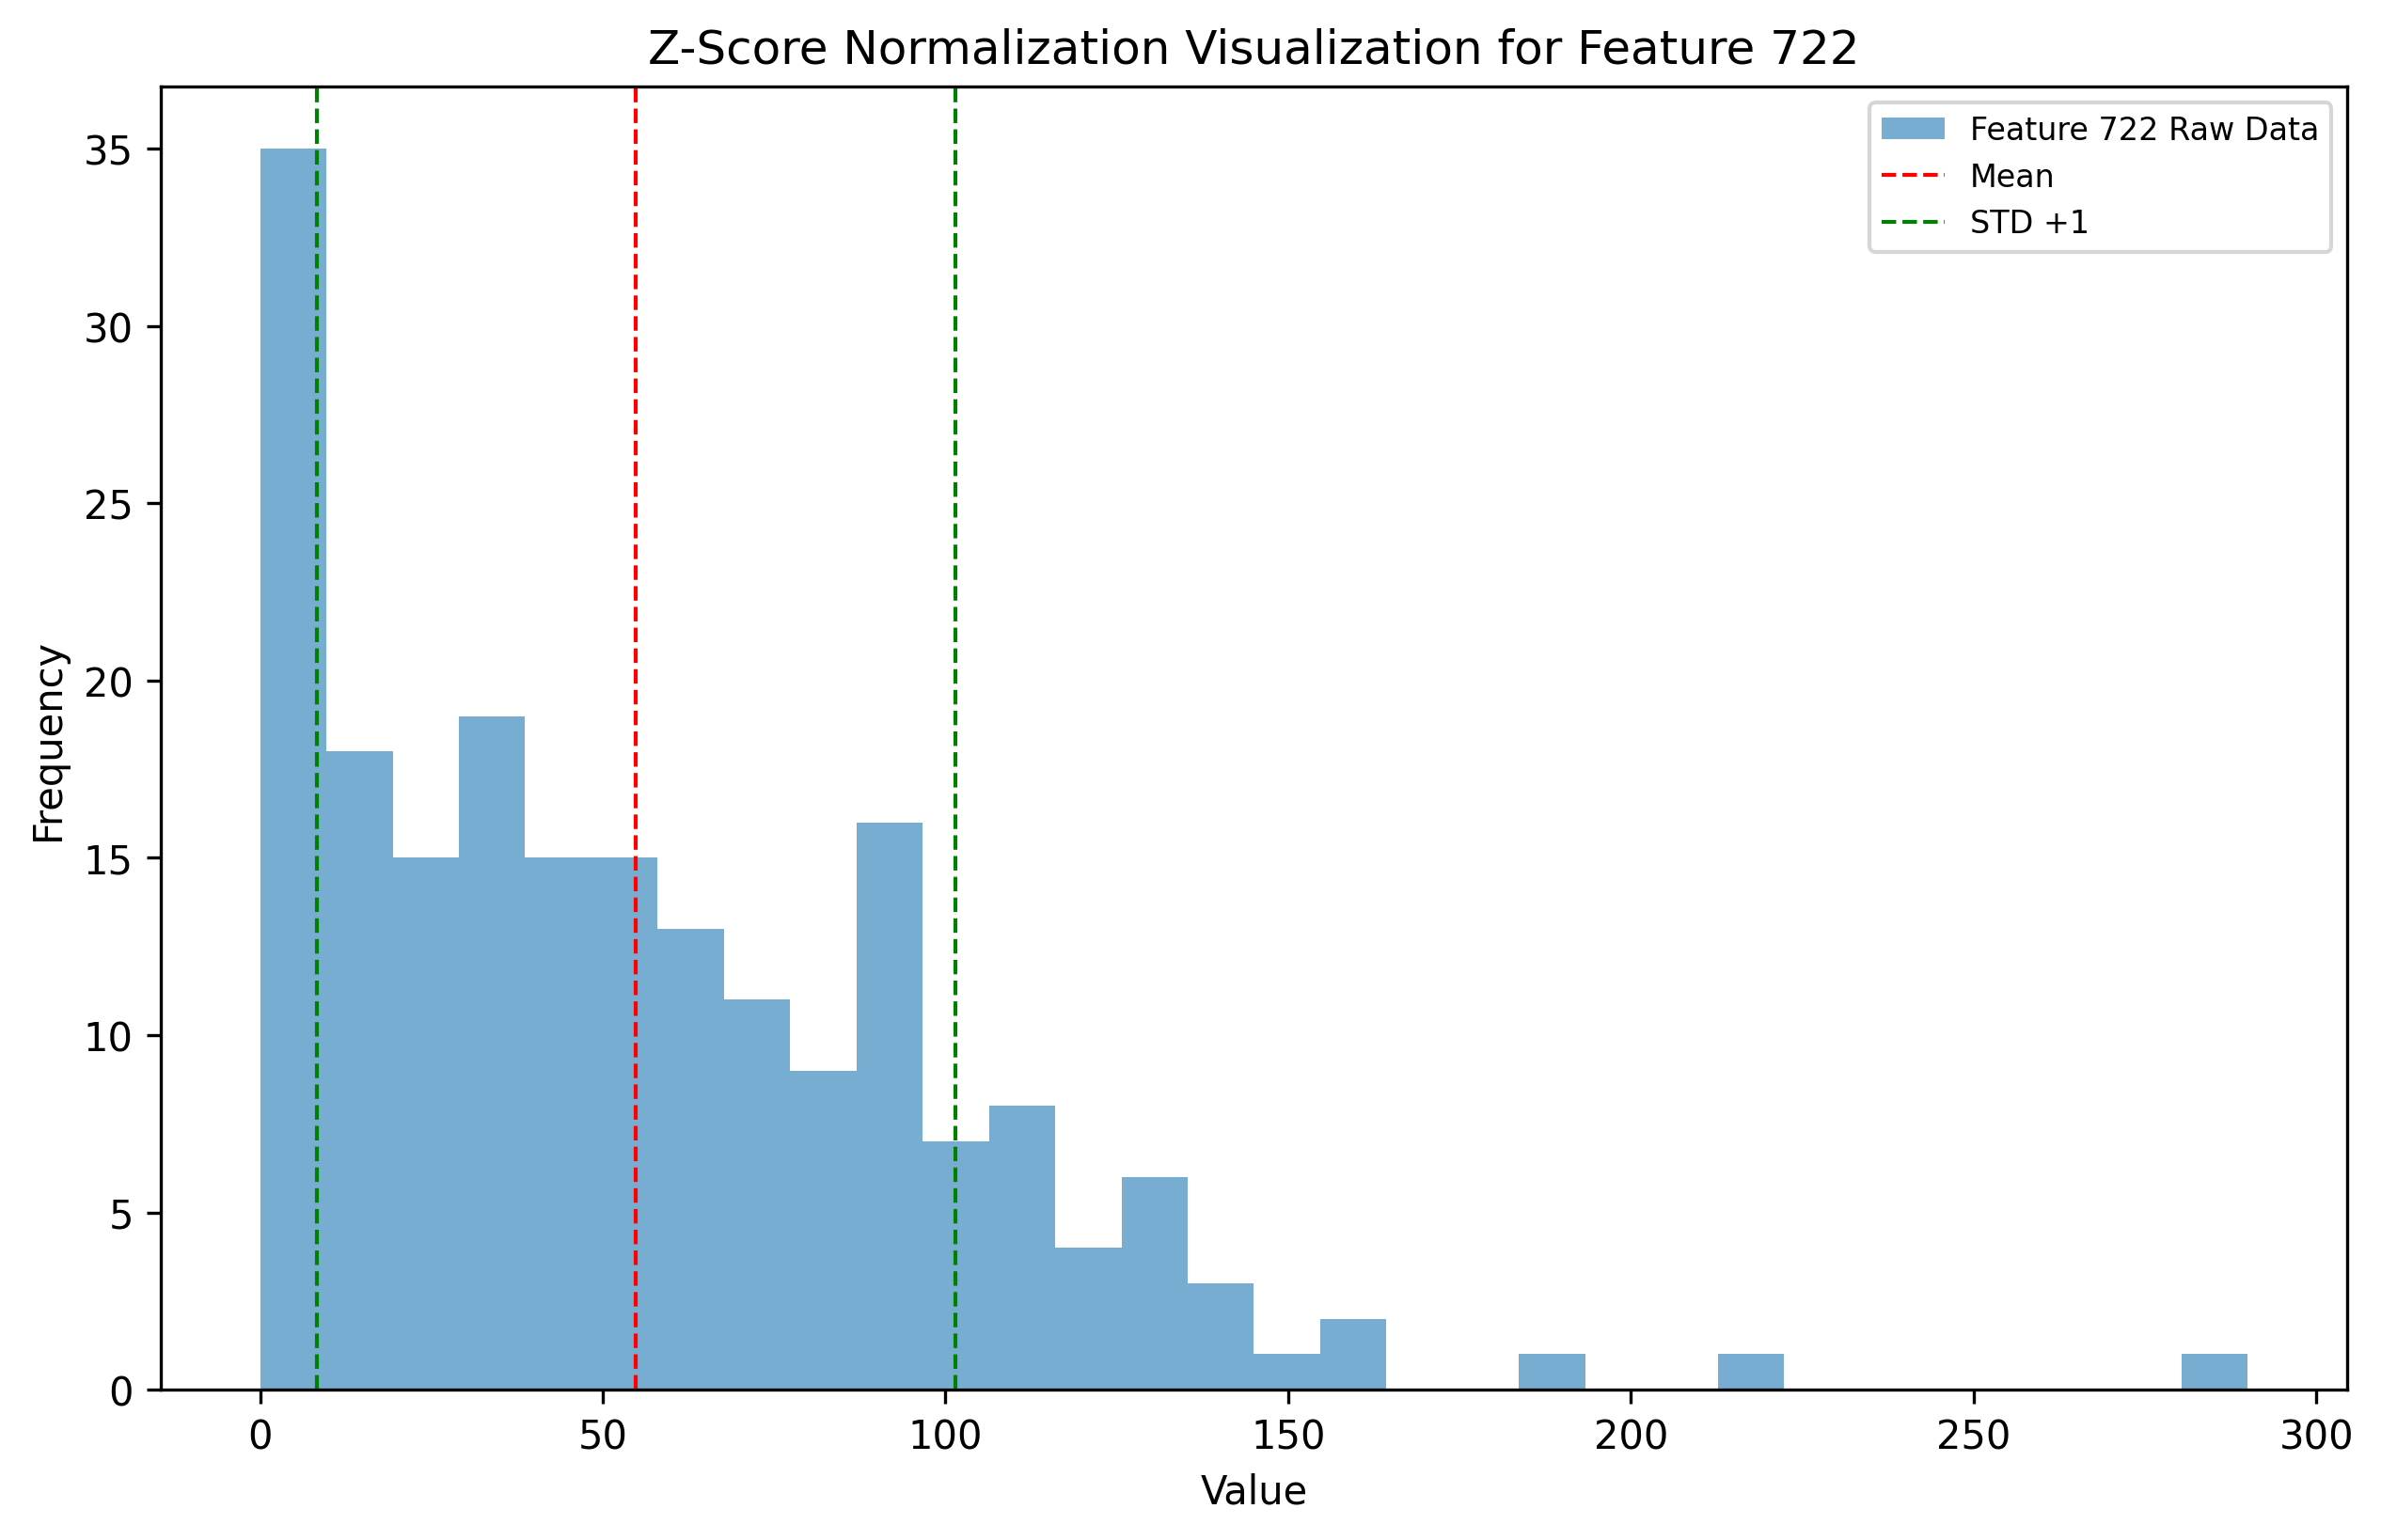 Z-Score Normalization Visualization for Feature 722
Feature 722 Raw Data
Mean
STD +1
35
30
25
20
15
10
5
0
Frequency
0 50 100 150 200 250 300
Value